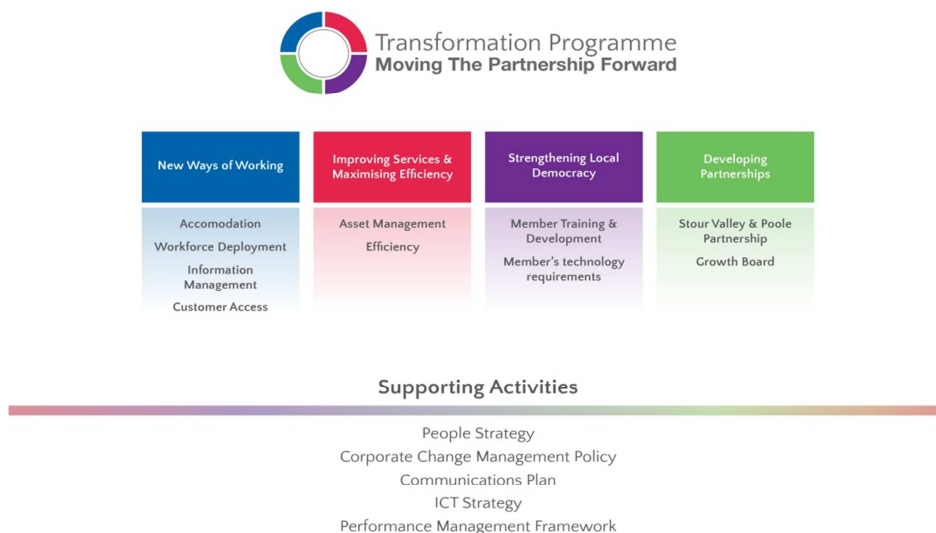 Transformation Programme
Moving The Partnership Forward
New Ways of Working
Accomodation
Workforce Deployment
Information
Management
Customer Access
Improving Services &
Maximising Efficiency
Asset Management
Efficiency
Strengthening Local
Democracy
Member Training &
Development
Member's technology
requirements
Developing
Partnerships
Stour Valley & Poole
Partnership
Growth Board
Supporting Activities
People Strategy
Corporate Change Management Policy
Communications Plan
ICT Strategy
Performance Management Framework